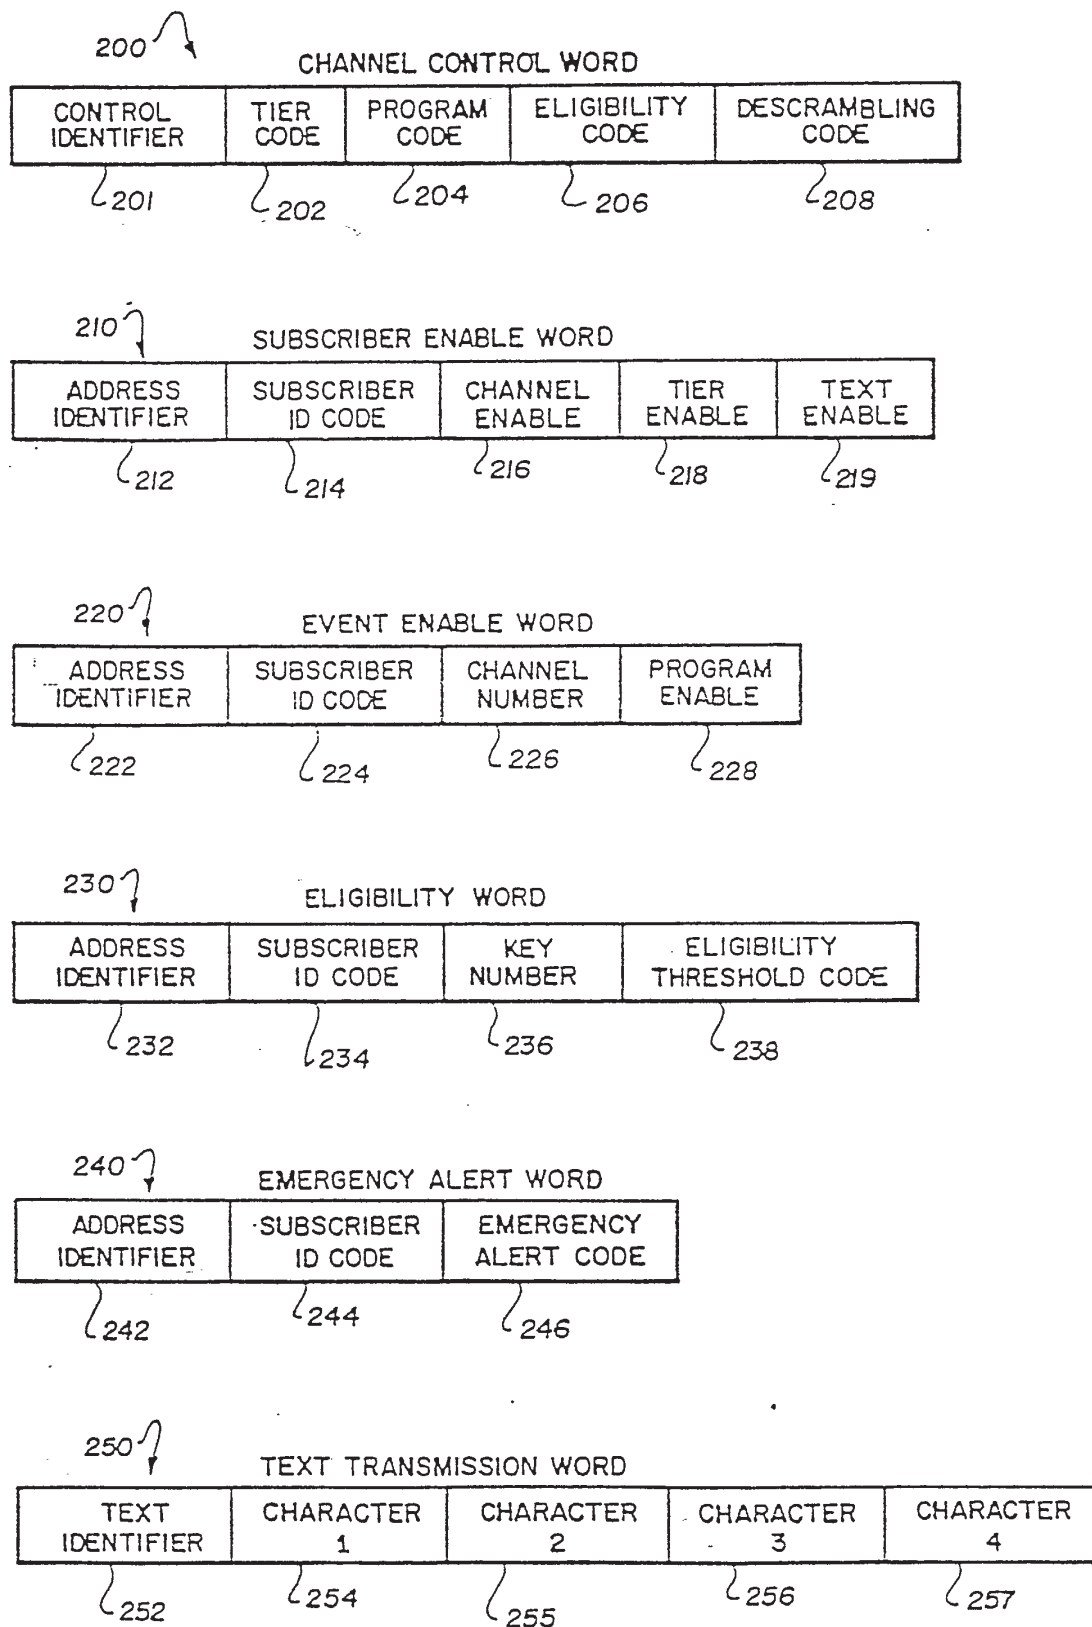 200
CHANNEL CONTROL WORD
CONTROL IDENTIFIER TIER CODE PROGRAM CODE ELIGIBILITY CODE DESCRAMBLING CODE
201 202 204 206 208
210
SUBSCRIBER ENABLE WORD
ADDRESS IDENTIFIER SUBSCRIBER ID CODE CHANNEL ENABLE TIER ENABLE TEXT ENABLE
212 214 216 218 219
220
EVENT ENABLE WORD
ADDRESS IDENTIFIER SUBSCRIBER ID CODE CHANNEL NUMBER PROGRAM ENABLE
222 224 226 228
230
ELIGIBILITY WORD
ADDRESS IDENTIFIER SUBSCRIBER ID CODE KEY NUMBER ELIGIBILITY THRESHOLD CODE
232 234 236 238
240
EMERGENCY ALERT WORD
ADDRESS IDENTIFIER SUBSCRIBER ID CODE EMERGENCY ALERT CODE
242 244 246
250
TEXT TRANSMISSION WORD
TEXT IDENTIFIER CHARACTER 1 CHARACTER 2 CHARACTER 3 CHARACTER 4
252 254 255 256 257